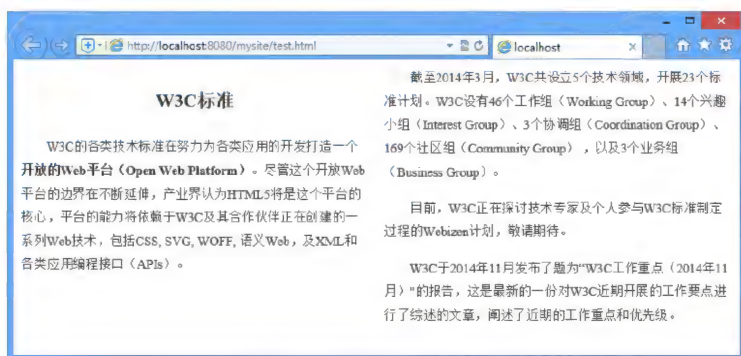 http://localhost:8080/mysite/test.html
localhost
W3C标准
W3C的各类技术标准在努力为各类应用的开发打造一个
开放的Web平台（Open Web Platform）。尽管这个开放Web
平台的边界在不断延伸，产业界认为HTML5将是这个平台的
核心，平台的能力将依赖于W3C及其合作伙伴正在创建的一
系列Web技术，包括CSS, SVG, WOFF, 语义Web，及XML和
各类应用编程接口（APIs）。
截至2014年3月，W3C共设立5个技术领域，开展23个标
准计划。W3C设有46个工作组（Working Group）、14个兴趣
小组（Interest Group）、3个协调组（Coordination Group）、
169个社区组（Community Group），以及3个业务组
（Business Group）。
目前，W3C正在探讨技术专家及个人参与W3C标准制定
过程的Webizen计划，敬请期待。
W3C于2014年11月发布了题为“W3C工作重点（2014年11
月）"的报告，这是最新的一份对W3C近期开展的工作要点进
行了综述的文章，阐述了近期的工作重点和优先级。